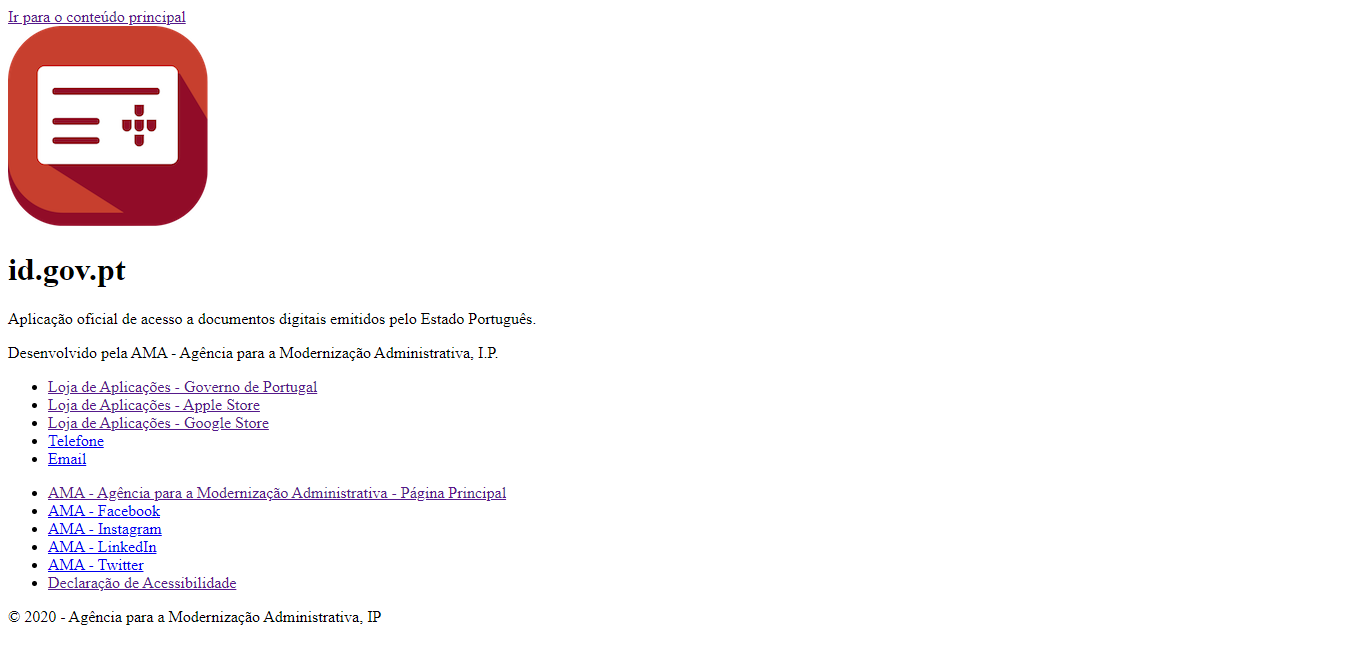 Ir para o conteúdo principal
id.gov.pt
Aplicação oficial de acesso a documentos digitais emitidos pelo Estado Português.
Desenvolvido pela AMA - Agência para a Modernização Administrativa, I.P.
Loja de Aplicações - Governo de Portugal
Loja de Aplicações - Apple Store
Loja de Aplicações - Google Store
Telefone
Email
AMA - Agência para a Modernização Administrativa - Página Principal
AMA - Facebook
AMA - Instagram
AMA - LinkedIn
AMA - Twitter
Declaração de Acessibilidade
© 2020 - Agência para a Modernização Administrativa, IP